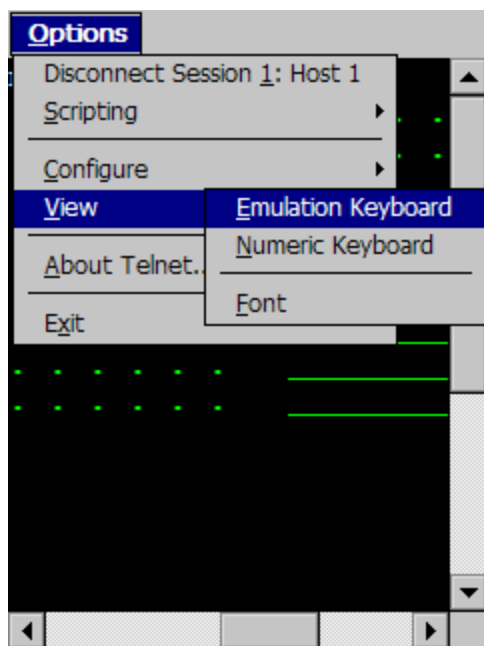 Options
Disconnect Session 1: Host 1
Scripting
Configure
View
Emulation Keyboard
Numeric Keyboard
About Telnet..
Font
Exit